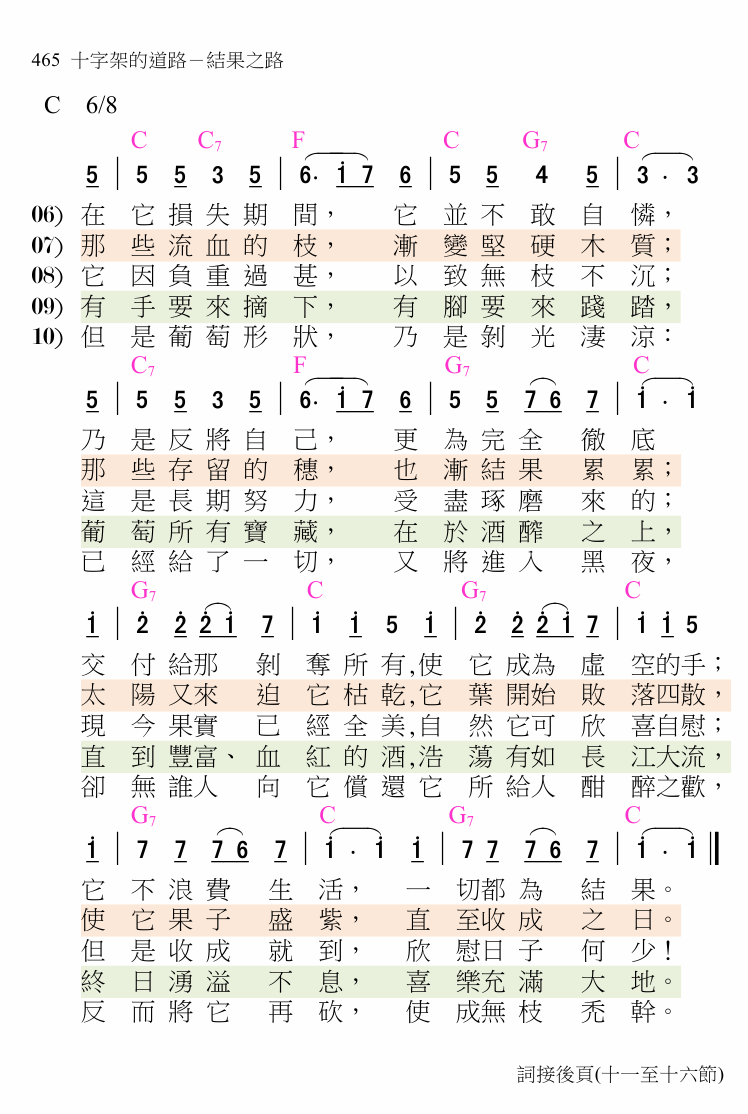 465 十字架的道路－結果之路
C 6/8
C C7 F C G7 C
5 | 5 5 3 5 | 6· i 7 6 | 5 5 4 5 | 3 · 3
06) 在 它 損 失 期 間， 它 並 不 敢 自 憐，
07) 那 些 流 血 的 枝， 漸 變 堅 硬 木 質；
08) 它 因 負 重 過 甚， 以 致 無 枝 不 沉；
09) 有 手 要 來 摘 下， 有 腳 要 來 踐 踏，
10) 但 是 葡 萄 形 狀， 乃 是 剝 光 淒 涼：
C7 F G7 C
5 | 5 5 3 5 | 6· i 7 6 | 5 5 7 6 7 | i · i
乃 是 反 將 自 己， 更 為 完 全 徹 底
那 些 存 留 的 穗， 也 漸 結 果 累 累；
這 是 長 期 努 力， 受 盡 琢 磨 來 的；
葡 萄 所 有 寶 藏， 在 於 酒 醡 之 上，
已 經 給 了 一 切， 又 將 進 入 黑 夜，
G7 C G7 C
i | 2̇ 2̇ 2̇ i 7 | i i 5 i | 2̇ 2̇ 2̇ i 7 | i i 5
交 付 給那 剝 奪 所 有,使 它 成為 虛 空的手；
太 陽 又來 迫 它 枯 乾,它 葉 開始 敗 落四散，
現 今 果實 已 經 全 美,自 然 它可 欣 喜自慰；
直 到 豐富、 血 紅 的 酒,浩 蕩 有如 長 江大流，
卻 無 誰人 向 它 償 還 它 所 給人 酣 醉之歡，
G7 C G7 C
i | 7 7 7 6 7 | i · i i | 7 7 7 6 7 | i · i ‖
它 不 浪 費 生 活， 一 切都 為 結 果。
使 它 果 子 盛 紫， 直 至收 成 之 日。
但 是 收 成 就 到， 欣 慰日 子 何 少！
終 日 湧 溢 不 息， 喜 樂充 滿 大 地。
反 而 將 它 再 砍， 使 成無 枝 禿 幹。
詞接後頁(十一至十六節)